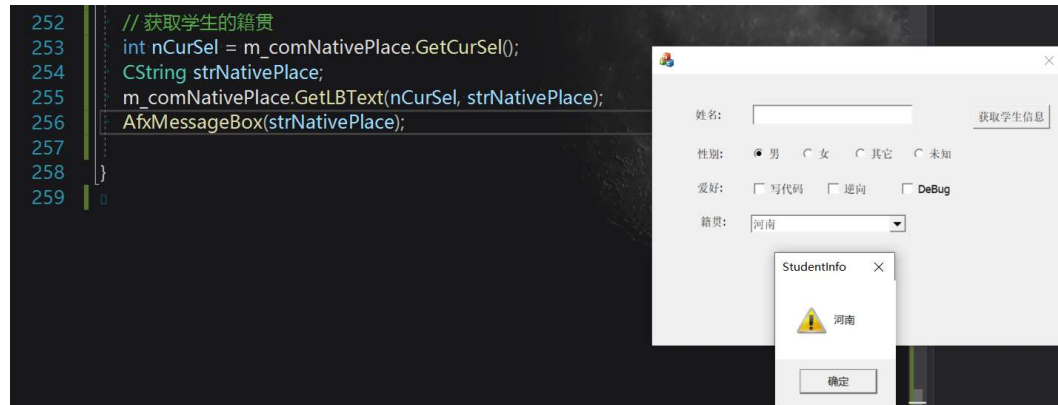 252 // 获取学生的籍贯
253 int nCurSel = m_comNativePlace.GetCurSel();
254 CString strNativePlace;
255 m_comNativePlace.GetLBText(nCurSel, strNativePlace);
256 AfxMessageBox(strNativePlace);
257
258 }
259
姓名:
获取学生信息
性别: 男 女 其它 未知
爱好: 写代码 逆向 DeBug
籍贯: 河南
StudentInfo
河南
确定